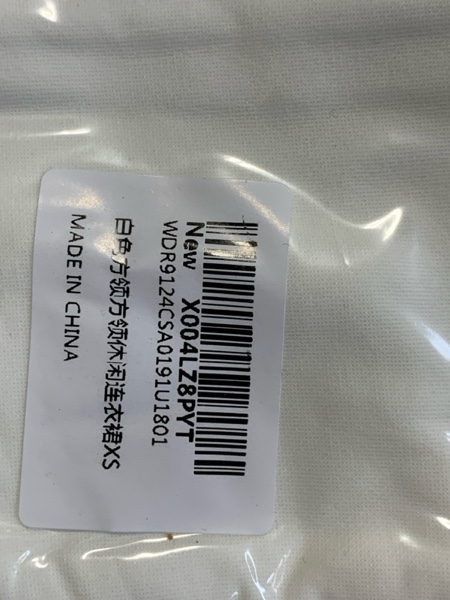 New X004LZ8PYT
WDR9124CSA0191U1801
白色方领方领休闲连衣裙XS
MADE IN CHINA